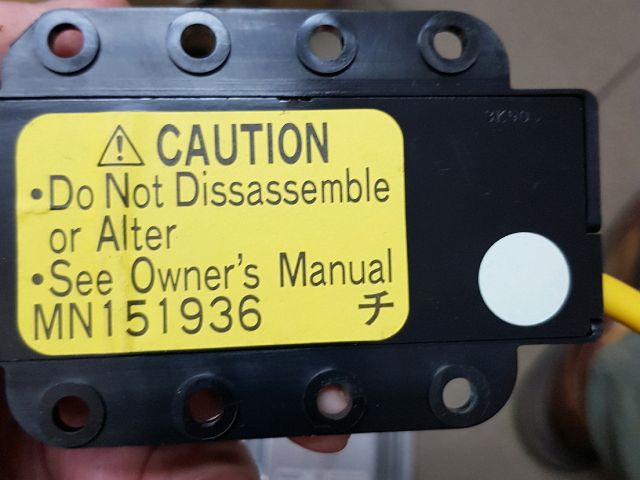 CAUTION
•Do Not Dissassemble
or Alter
•See Owner's Manual
MN151936 チ